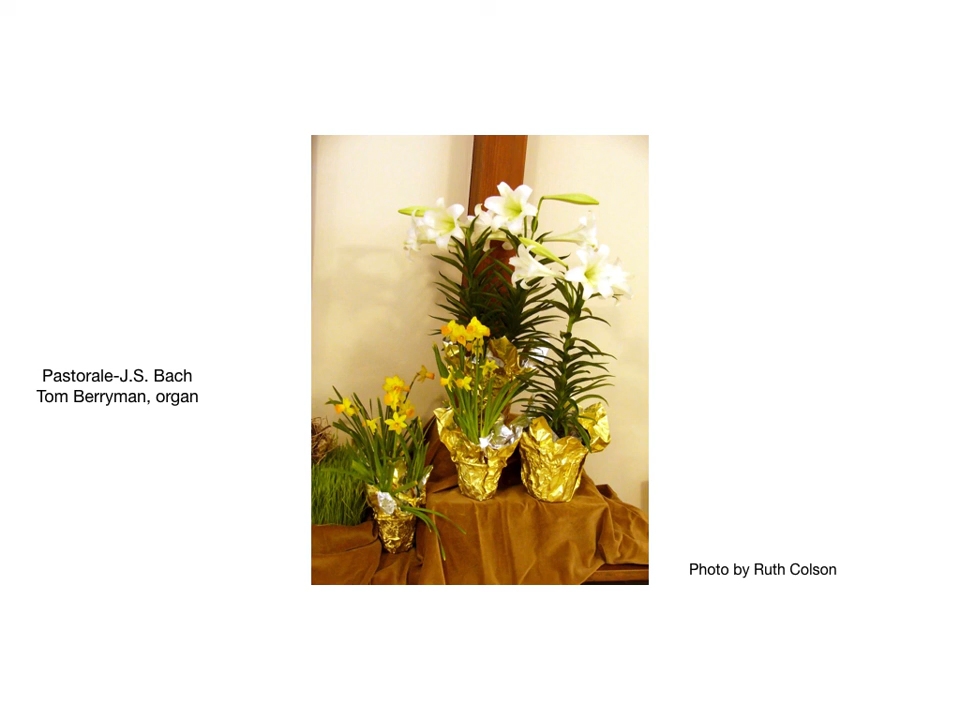 Pastorale-J.S. Bach
Tom Berryman, organ
Photo by Ruth Colson